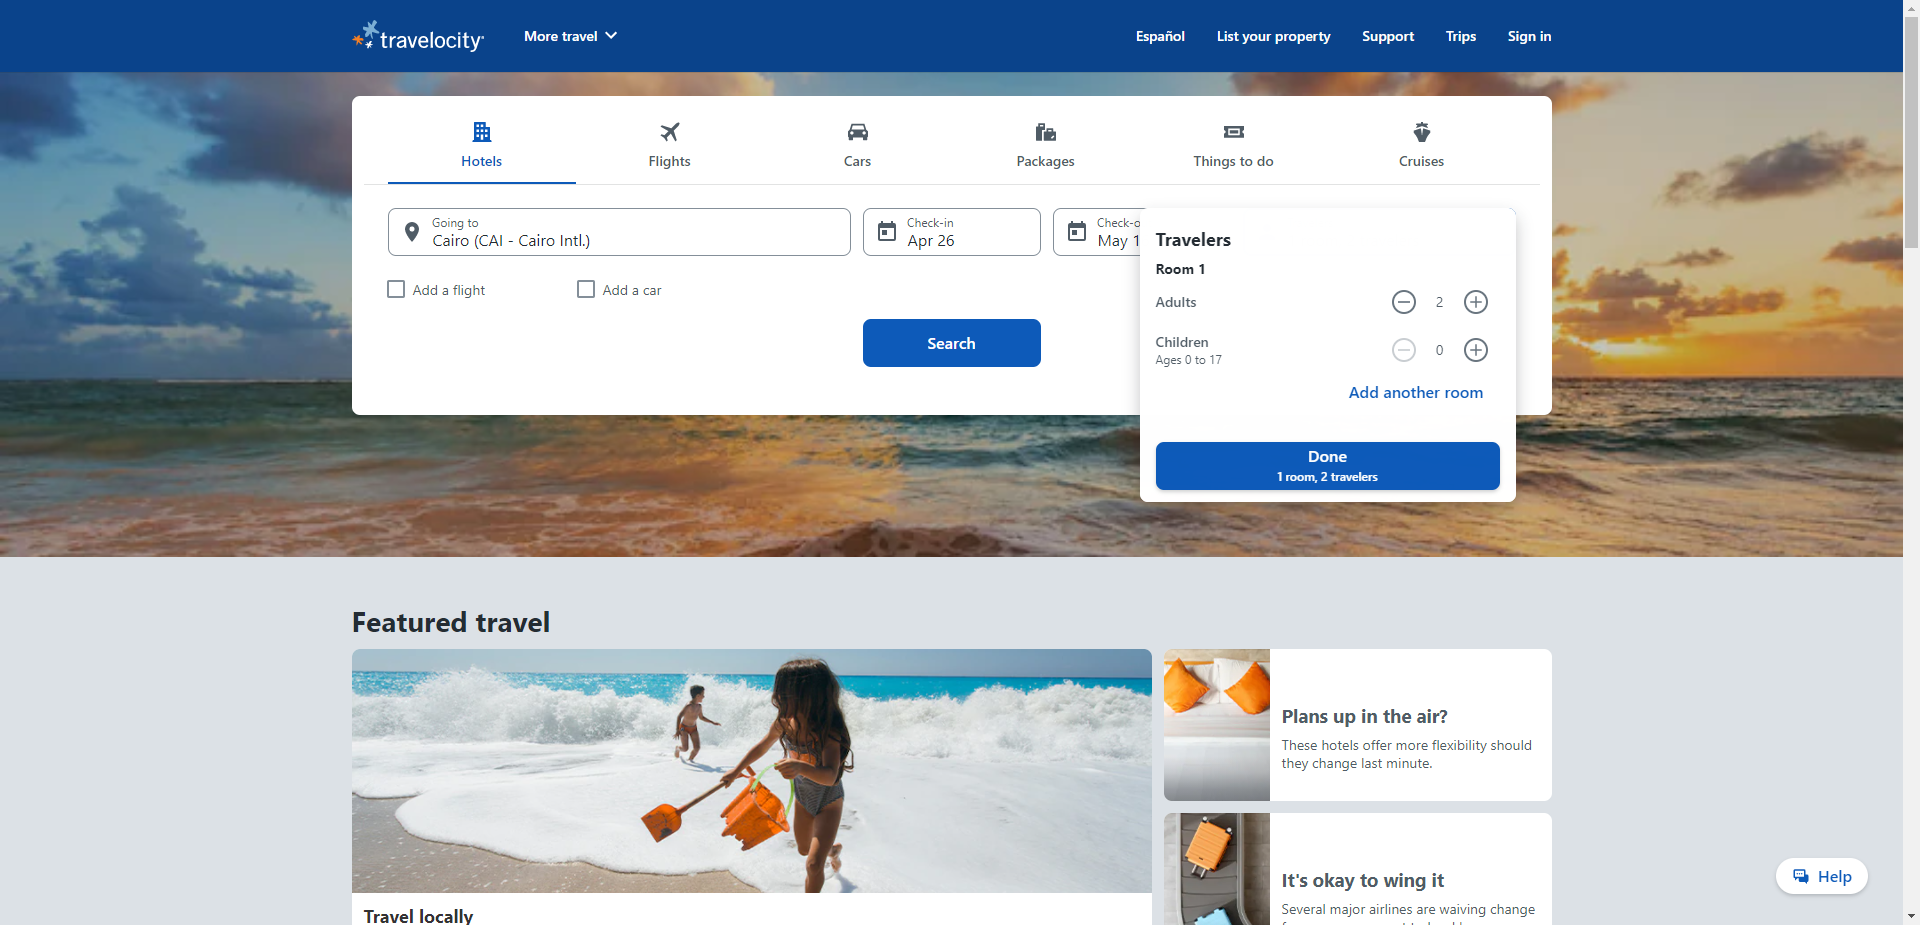 travelocity
More travel
Español
List your property
Support
Trips
Sign in
Hotels
Flights
Cars
Packages
Things to do
Cruises
Going to
Cairo (CAI - Cairo Intl.)
Check-in
Apr 26
Check-o
May 1
Add a flight
Add a car
Search
Travelers
Room 1
Adults
2
Children
Ages 0 to 17
0
Add another room
Done
1 room, 2 travelers
Featured travel
Travel locally
Plans up in the air?
These hotels offer more flexibility should
they change last minute.
It's okay to wing it
Several major airlines are waiving change
Help